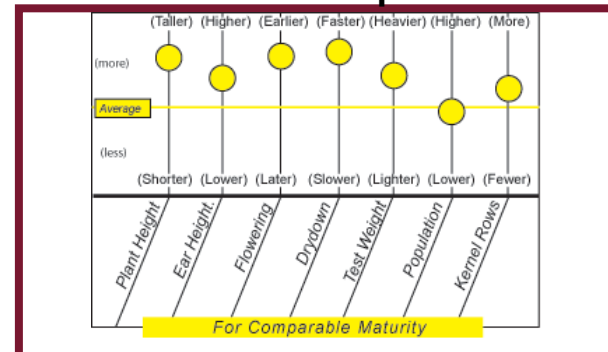 (Taller) (Higher) (Earlier) (Faster) (Heavier) (Higher) (More)
(more)
Average
(less)
(Shorter) (Lower) (Later) (Slower) (Lighter) (Lower) (Fewer)
Plant Height
Ear Height.
Flowering
Drydown
Test Weight
Population
Kernel Rows
For Comparable Maturity